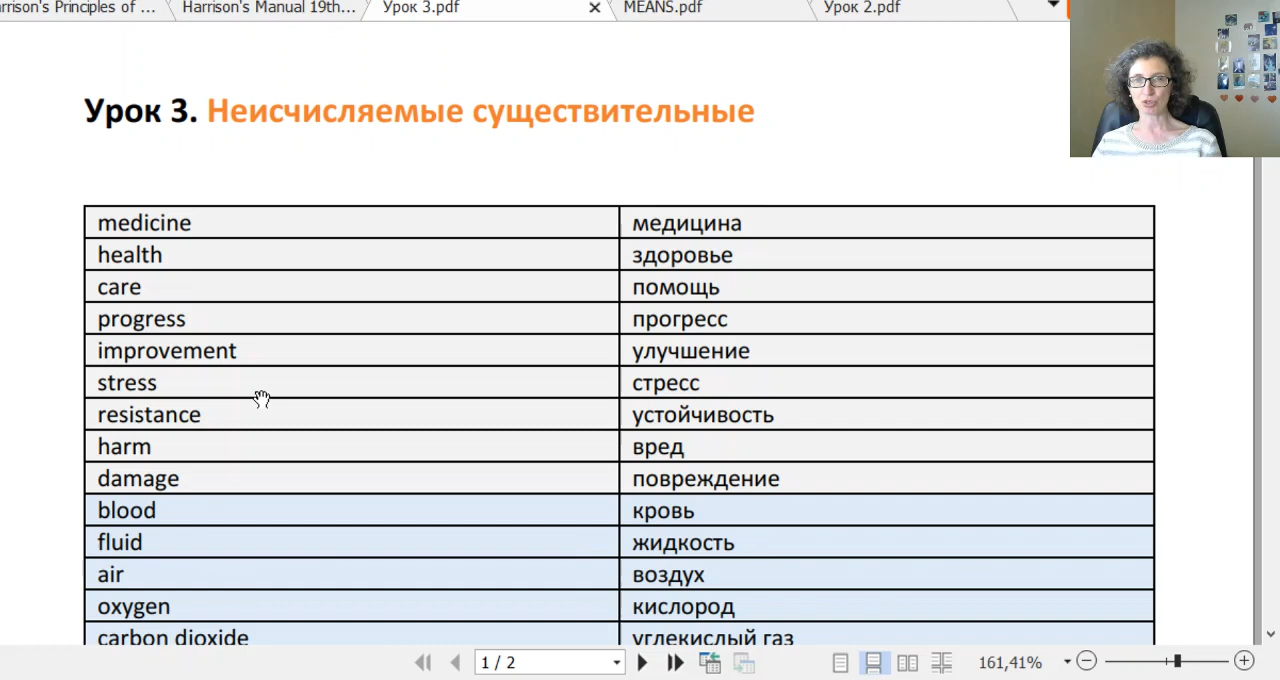 rrison's Principles of ... Harrison's Manual 19th... Урок 3.pdf MEANS.pdf Урок 2.pdf
Урок 3. Неисчисляемые существительные
medicine медицина
health здоровье
care помощь
progress прогресс
improvement улучшение
stress стресс
resistance устойчивость
harm вред
damage повреждение
blood кровь
fluid жидкость
air воздух
oxygen кислород
carbon dioxide углекислый газ
1 / 2 161,41%